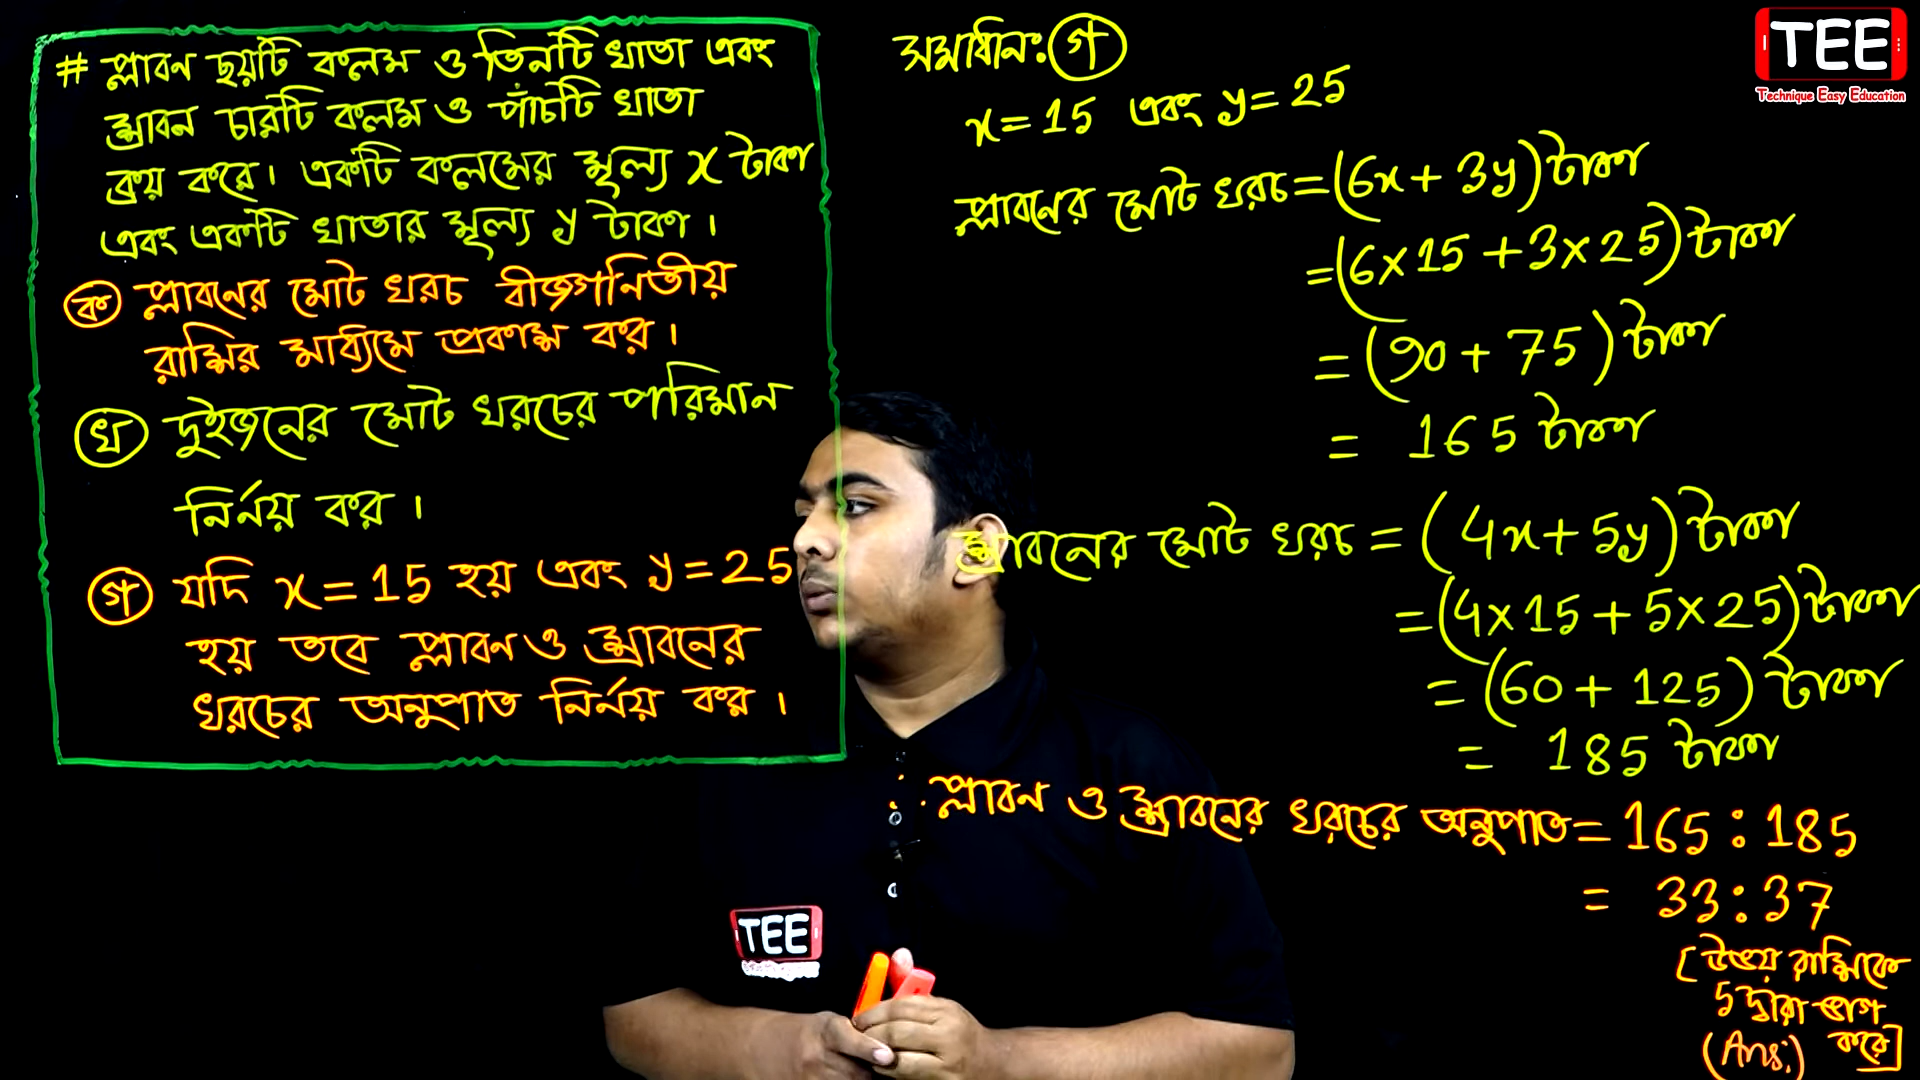 # প্লাবন ছয়টি কলম ও তিনটি খাতা এবং
শ্রাবন চারটি কলম ও পাঁচটি খাতা
ক্রয় করে। একটি কলমের মূল্য x টাকা
এবং একটি খাতার মূল্য y টাকা।
ক প্লাবনের মোট খরচ বীজগনিতীয়
রাশির মাধ্যমে প্রকাশ কর।
খ দুইজনের মোট খরচের পরিমান
নির্নয় কর।
গ যদি x = 15 হয় এবং y = 25
হয় তবে প্লাবন ও শ্রাবনের
খরচের অনুপাত নির্নয় কর।
সমাধান: গ
x = 15 এবং y = 25
প্লাবনের মোট খরচ = (6x + 3y) টাকা
= (6 × 15 + 3 × 25) টাকা
= (90 + 75) টাকা
= 165 টাকা
শ্রাবনের মোট খরচ = (4x + 5y) টাকা
= (4 × 15 + 5 × 25) টাকা
= (60 + 125) টাকা
= 185 টাকা
প্লাবন ও শ্রাবনের খরচের অনুপাত = 165 : 185
= 33 : 37
[উভয় রাশিকে
5 দ্বারা ভাগ
করে]
(Ans:)
TEE
Technique Easy Education
TEE